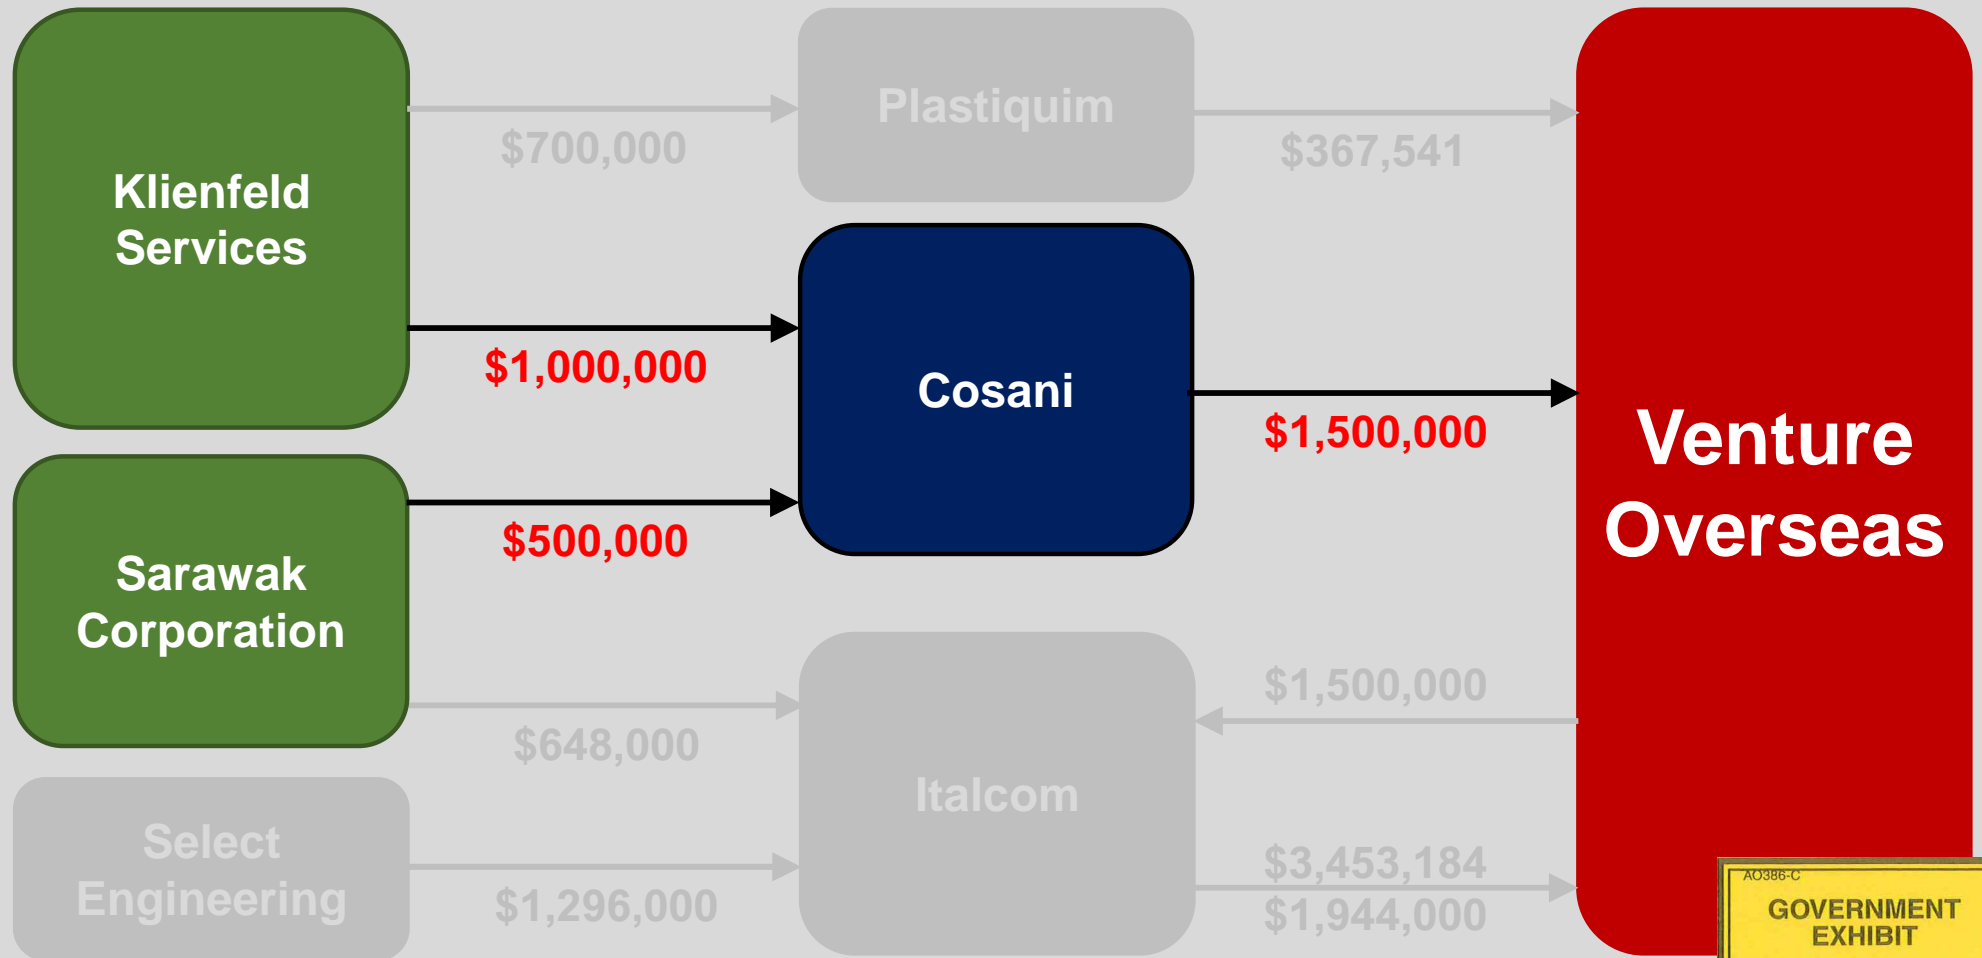 Klienfeld
Services
$700,000
Plastiquim
$367,541
$1,000,000
Cosani
$1,500,000
Venture
Overseas
Sarawak
Corporation
$500,000
$648,000
Italcom
$1,500,000
Select
Engineering
$1,296,000
$3,453,184
$1,944,000
AO386-C
GOVERNMENT
EXHIBIT